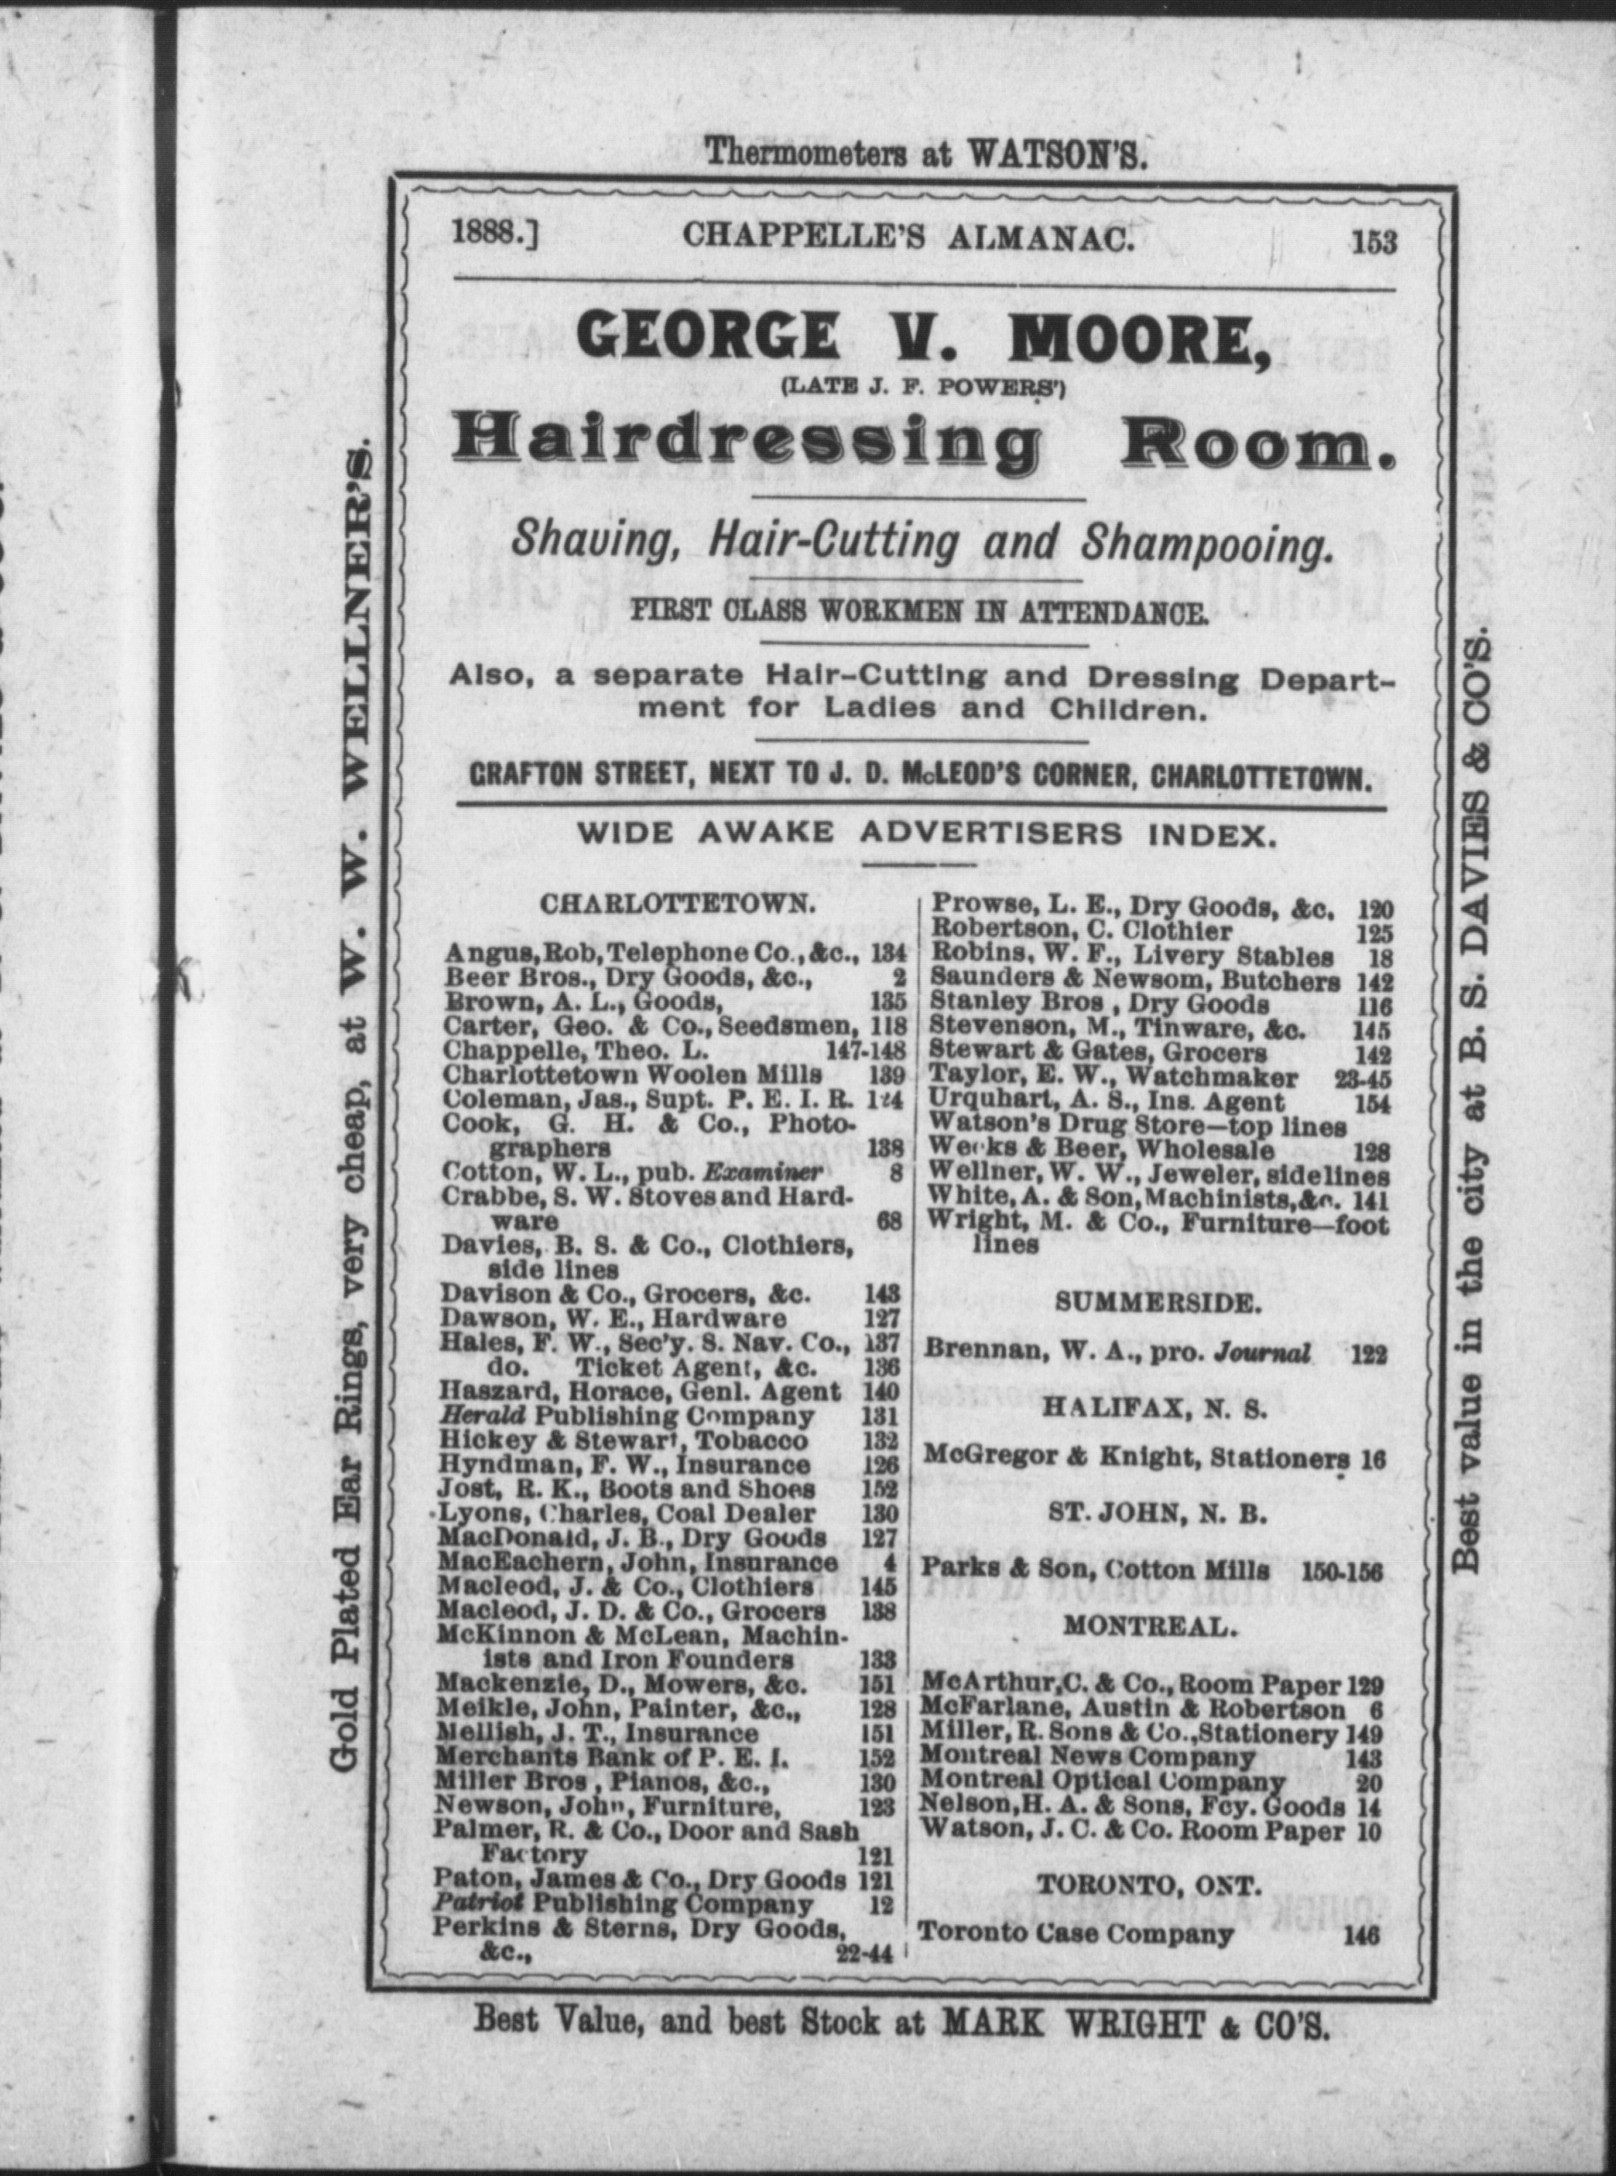 Thermometers at WATSON'S.
1888.] CHAPPELLE'S ALMANAC. 153
GEORGE V. MOORE,
(LATE J. F. POWERS')
Hairdressing Room.
Shaving, Hair-Cutting and Shampooing.
FIRST CLASS WORKMEN IN ATTENDANCE.
Also, a separate Hair-Cutting and Dressing Depart-
ment for Ladies and Children.
GRAFTON STREET, NEXT TO J. D. McLEOD'S CORNER, CHARLOTTETOWN.
WIDE AWAKE ADVERTISERS INDEX.
CHARLOTTETOWN.
Angus, Rob, Telephone Co., &c., 134
Beer Bros., Dry Goods, &c., 2
Brown, A. L., Goods, 135
Carter, Geo. & Co., Seedsmen, 118
Chappelle, Theo. L. 147-148
Charlottetown Woolen Mills 139
Coleman, Jas., Supt. P. E. I. R. 124
Cook, G. H. & Co., Photo-
graphers 138
Cotton, W. L., pub. Examiner 8
Crabbe, S. W. Stoves and Hard-
ware 68
Davies, B. S. & Co., Clothiers,
side lines
Davison & Co., Grocers, &c. 143
Dawson, W. E., Hardware 127
Hales, F. W., Sec'y. S. Nav. Co., 137
do. Ticket Agent, &c. 136
Haszard, Horace, Genl. Agent 140
Herald Publishing Company 131
Hickey & Stewart, Tobacco 132
Hyndman, F. W., Insurance 126
Jost, R. K., Boots and Shoes 152
Lyons, Charles, Coal Dealer 130
MacDonald, J. B., Dry Goods 127
MacEachern, John, Insurance 4
Macleod, J. & Co., Clothiers 145
Macleod, J. D. & Co., Grocers 138
McKinnon & McLean, Machin-
ists and Iron Founders 133
Mackenzie, D., Mowers, &c. 151
Meikle, John, Painter, &c., 128
Mellish, J. T., Insurance 151
Merchants Bank of P. E. I. 152
Miller Bros, Pianos, &c., 130
Newson, John, Furniture, 123
Palmer, R. & Co., Door and Sash
Factory 121
Paton, James & Co., Dry Goods 121
Patriot Publishing Company 12
Perkins & Sterns, Dry Goods,
&c., 22-44
Prowse, L. E., Dry Goods, &c. 120
Robertson, C. Clothier 125
Robins, W. F., Livery Stables 18
Saunders & Newsom, Butchers 142
Stanley Bros, Dry Goods 116
Stevenson, M., Tinware, &c. 145
Stewart & Gates, Grocers 142
Taylor, E. W., Watchmaker 23-45
Urquhart, A. S., Ins. Agent 154
Watson's Drug Store—top lines
Weeks & Beer, Wholesale 128
Wellner, W. W., Jeweler, side lines
White, A. & Son, Machinists, &c. 141
Wright, M. & Co., Furniture—foot
lines
SUMMERSIDE.
Brennan, W. A., pro. Journal 122
HALIFAX, N. S.
McGregor & Knight, Stationers 16
ST. JOHN, N. B.
Parks & Son, Cotton Mills 150-156
MONTREAL.
McArthur, C. & Co., Room Paper 129
McFarlane, Austin & Robertson 6
Miller, R. Sons & Co., Stationery 149
Montreal News Company 143
Montreal Optical Company 20
Nelson, H. A. & Sons, Fcy. Goods 14
Watson, J. C. & Co. Room Paper 10
TORONTO, ONT.
Toronto Case Company 146
Best Value, and best Stock at MARK WRIGHT & CO'S.
Gold Plated Ear Rings, very cheap, at W. W. WELLNER'S.
Best value in the city at B. S. DAVIES & CO'S.